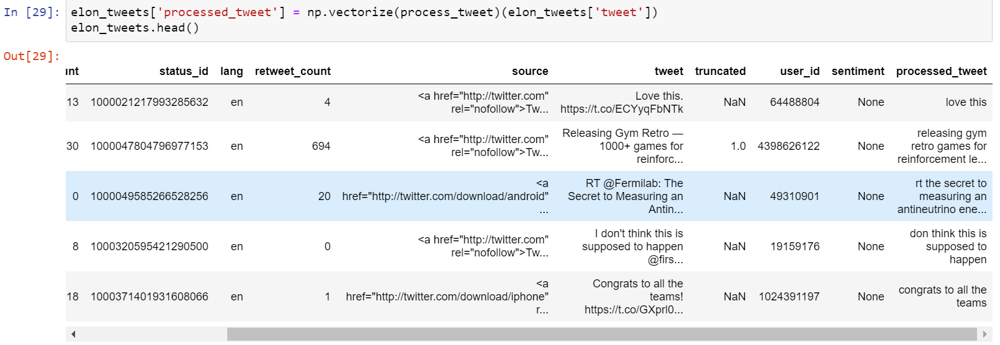 In [29]: elon_tweets['processed_tweet'] = np.vectorize(process_tweet)(elon_tweets['tweet'])
elon_tweets.head()
Out[29]:
unt status_id lang retweet_count source tweet truncated user_id sentiment processed_tweet
13 1000021217993285632 en 4 <a href="http://twitter.com" rel="nofollow">Tw... Love this. https://t.co/ECYyqFbNTk NaN 64488804 None love this
30 1000047804796977153 en 694 <a href="http://twitter.com" rel="nofollow">Tw... Releasing Gym Retro — 1000+ games for reinforc... 1.0 4398626122 None releasing gym retro games for reinforcement le...
0 1000049585266528256 en 20 <a href="http://twitter.com/download/android" ... RT @Fermilab: The Secret to Measuring an Antin... NaN 49310901 None rt the secret to measuring an antineutrino ene...
8 1000320595421290500 en 0 <a href="http://twitter.com" rel="nofollow">Tw... I don't think this is supposed to happen @firs... NaN 19159176 None don think this is supposed to happen
18 1000371401931608066 en 1 <a href="http://twitter.com/download/iphone" r... Congrats to all the teams! https://t.co/GXprl0... NaN 1024391197 None congrats to all the teams